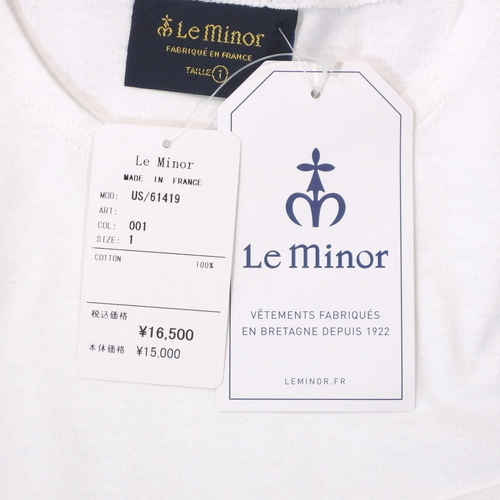 Le Minor
FABRIQUÉ EN FRANCE
TAILLE 1
Le Minor
MADE IN FRANCE
MOD: US/61419
ART:
COL: 001
SIZE: 1
COTTON 100%
税込価格
¥16,500
本体価格 ¥15,000
Le Minor
VÊTEMENTS FABRIQUÉS
EN BRETAGNE DEPUIS 1922
LEMINOR.FR